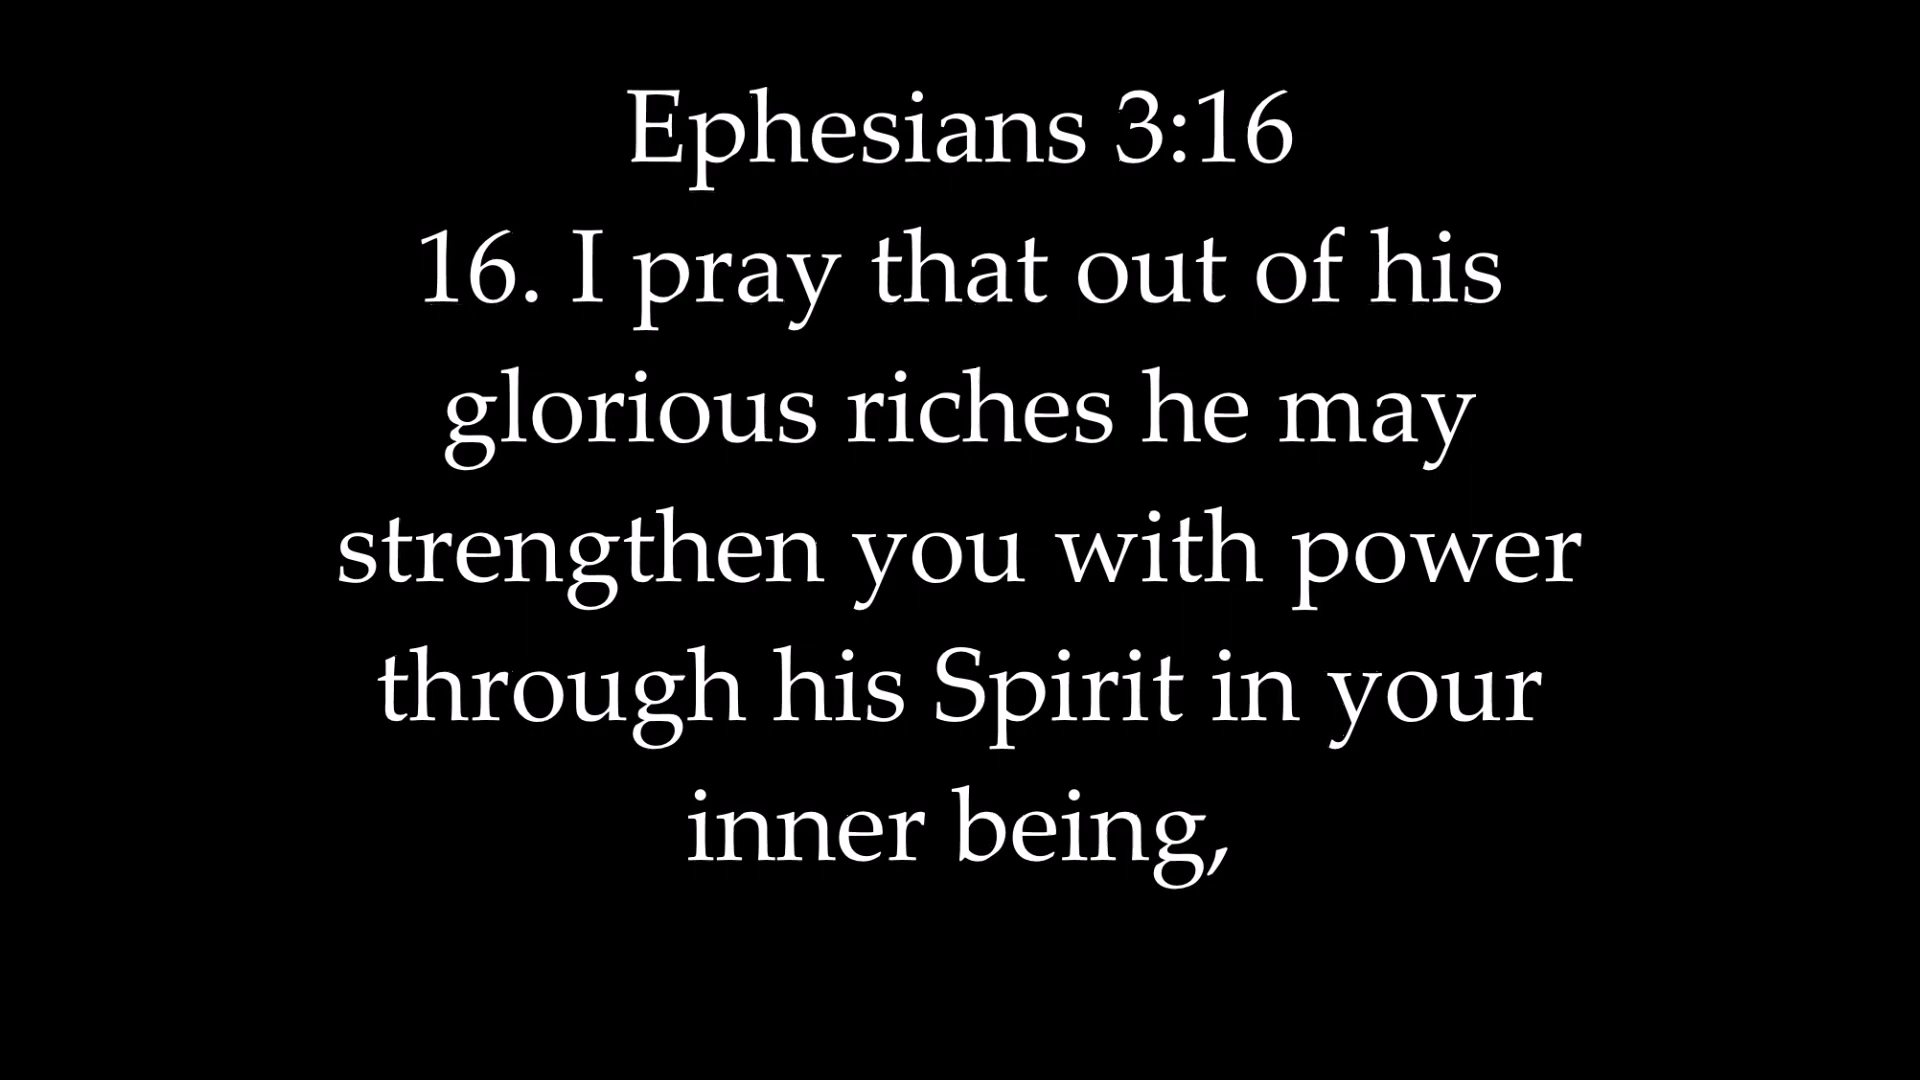 Ephesians 3:16
16. I pray that out of his
glorious riches he may
strengthen you with power
through his Spirit in your
inner being,